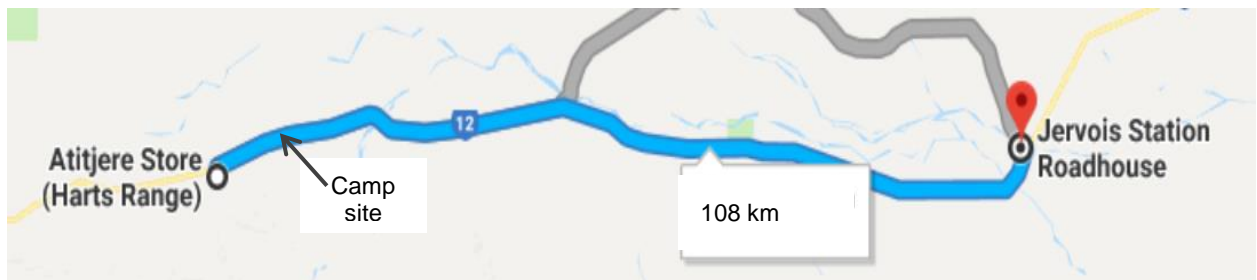 12
Atitjere Store
(Harts Range)
Camp
site
108 km
Jervois Station
Roadhouse